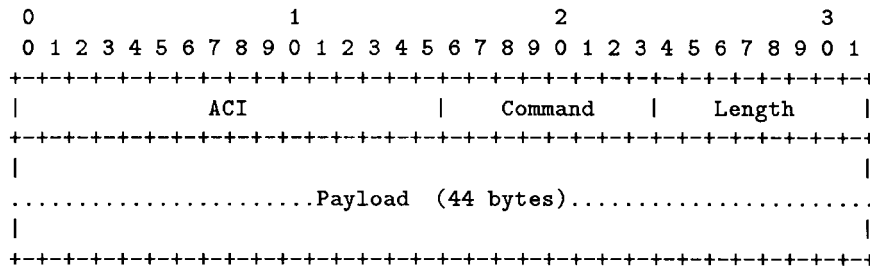 0                   1                   2                   3
 0 1 2 3 4 5 6 7 8 9 0 1 2 3 4 5 6 7 8 9 0 1 2 3 4 5 6 7 8 9 0 1
+-+-+-+-+-+-+-+-+-+-+-+-+-+-+-+-+-+-+-+-+-+-+-+-+-+-+-+-+-+-+-+-+
|              ACI              |    Command    |    Length     |
+-+-+-+-+-+-+-+-+-+-+-+-+-+-+-+-+-+-+-+-+-+-+-+-+-+-+-+-+-+-+-+-+
|                                                               |
.......................Payload (44 bytes).......................
|                                                               |
+-+-+-+-+-+-+-+-+-+-+-+-+-+-+-+-+-+-+-+-+-+-+-+-+-+-+-+-+-+-+-+-+